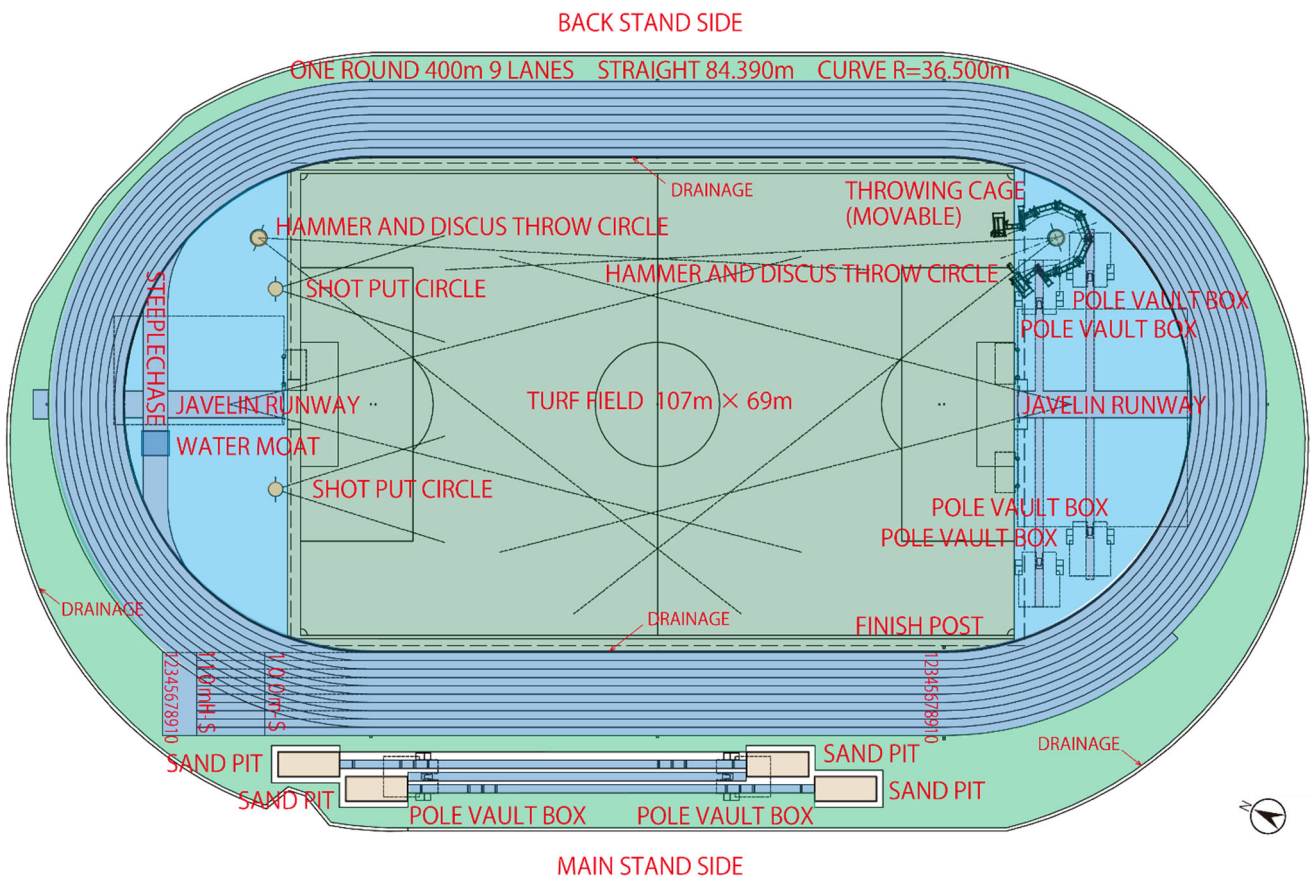 BACK STAND SIDE
ONE ROUND 400m 9 LANES STRAIGHT 84.390m CURVE R=36.500m
DRAINAGE
THROWING CAGE
(MOVABLE)
HAMMER AND DISCUS THROW CIRCLE
HAMMER AND DISCUS THROW CIRCLE
SHOT PUT CIRCLE
STEEPLECHASE
POLE VAULT BOX
POLE VAULT BOX
JAVELIN RUNWAY
TURF FIELD 107m × 69m
JAVELIN RUNWAY
WATER MOAT
SHOT PUT CIRCLE
POLE VAULT BOX
POLE VAULT BOX
DRAINAGE
DRAINAGE
FINISH POST
12345678910
110mH-S
100m-S
12345678910
DRAINAGE
SAND PIT
SAND PIT
SAND PIT
SAND PIT
POLE VAULT BOX
POLE VAULT BOX
N
MAIN STAND SIDE